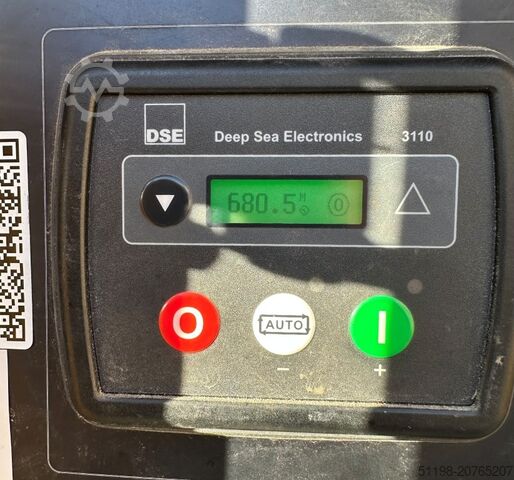 DSE Deep Sea Electronics 3110
680.5 H O
O AUTO I
− +
51198-20765207